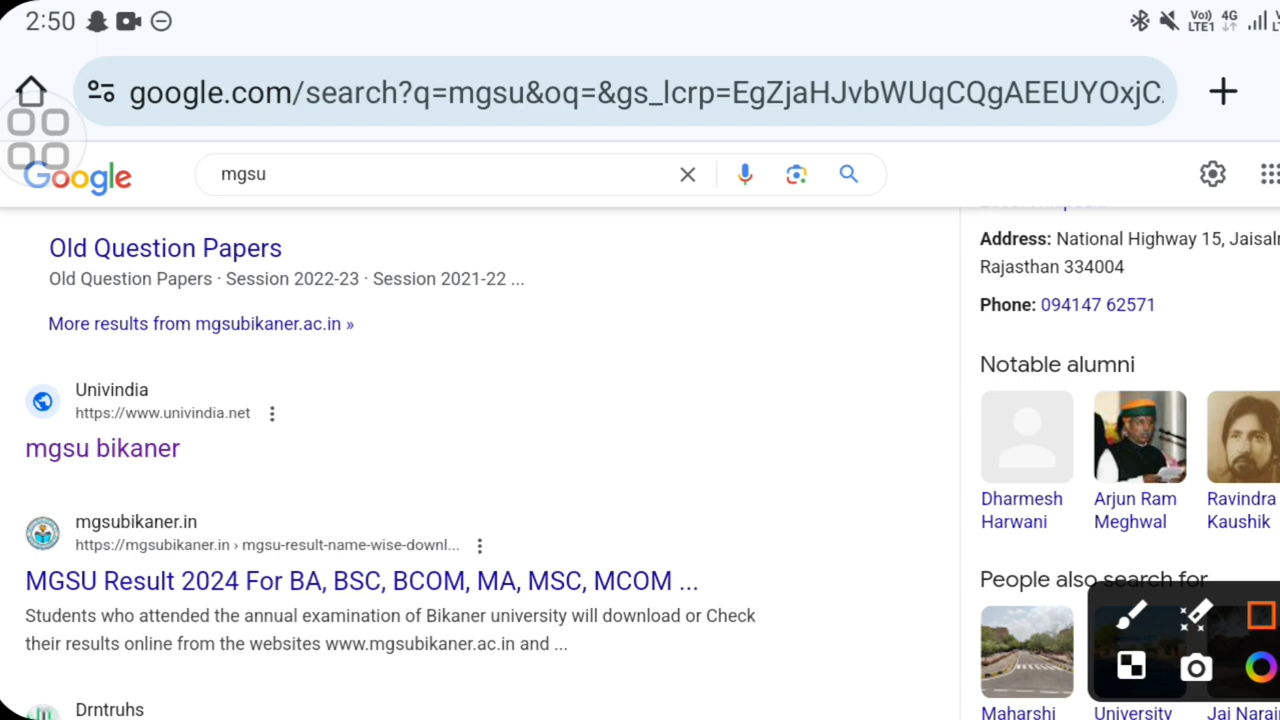 2:50
Vo)) 4G
LTE1
google.com/search?q=mgsu&oq=&gs_lcrp=EgZjaHJvbWUqCQgAEEUYOxjC.
Google
mgsu
Old Question Papers
Old Question Papers · Session 2022-23 · Session 2021-22 ...
More results from mgsubikaner.ac.in »
Univindia
https://www.univindia.net
mgsu bikaner
mgsubikaner.in
https://mgsubikaner.in › mgsu-result-name-wise-downl...
MGSU Result 2024 For BA, BSC, BCOM, MA, MSC, MCOM ...
Students who attended the annual examination of Bikaner university will download or Check
their results online from the websites www.mgsubikaner.ac.in and ...
Drntruhs
Address: National Highway 15, Jaisal
Rajasthan 334004
Phone: 094147 62571
Notable alumni
Dharmesh
Harwani
Arjun Ram
Meghwal
Ravindra
Kaushik
People also search for
Maharshi
University
Jai Narai